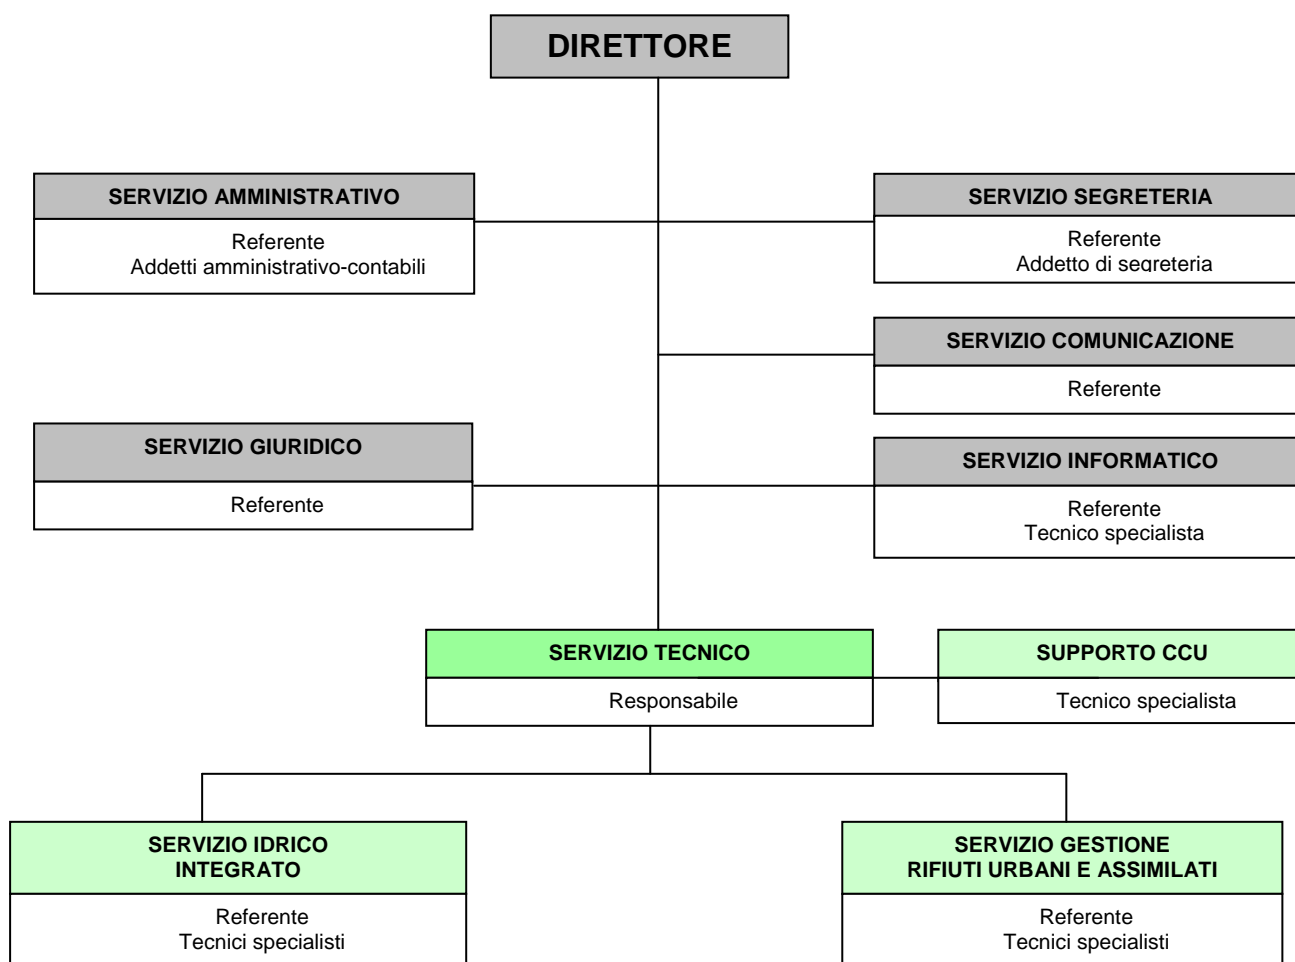 DIRETTORE
SERVIZIO AMMINISTRATIVO
Referente
Addetti amministrativo-contabili
SERVIZIO SEGRETERIA
Referente
Addetto di segreteria
SERVIZIO COMUNICAZIONE
Referente
SERVIZIO GIURIDICO
Referente
SERVIZIO INFORMATICO
Referente
Tecnico specialista
SERVIZIO TECNICO
Responsabile
SUPPORTO CCU
Tecnico specialista
SERVIZIO IDRICO
INTEGRATO
Referente
Tecnici specialisti
SERVIZIO GESTIONE
RIFIUTI URBANI E ASSIMILATI
Referente
Tecnici specialisti